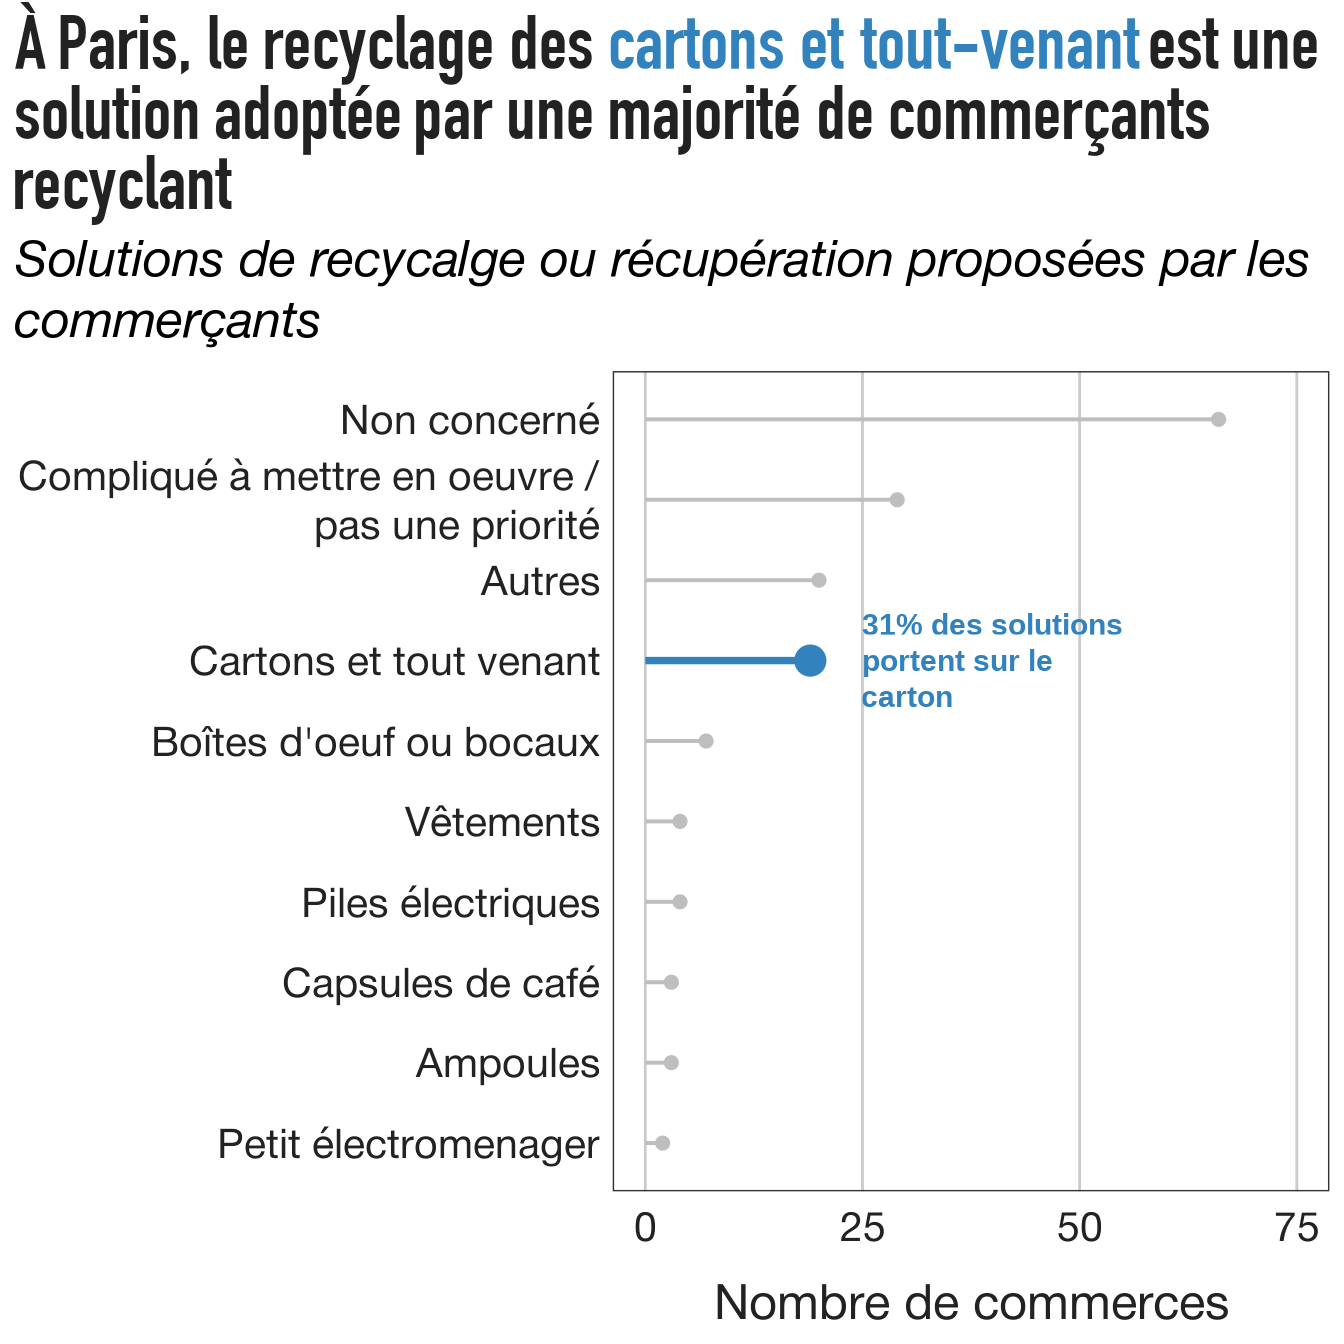 À Paris, le recyclage des cartons et tout-venant est une
solution adoptée par une majorité de commerçants
recyclant
Solutions de recycalge ou récupération proposées par les
commerçants
Non concerné
Compliqué à mettre en oeuvre /
pas une priorité
Autres
31% des solutions
Cartons et tout venant
portent sur le
carton
Boîtes d'oeuf ou bocaux
Vêtements
Piles électriques
Capsules de café
Ampoules
Petit électromenager
0 25 50 75
Nombre de commerces